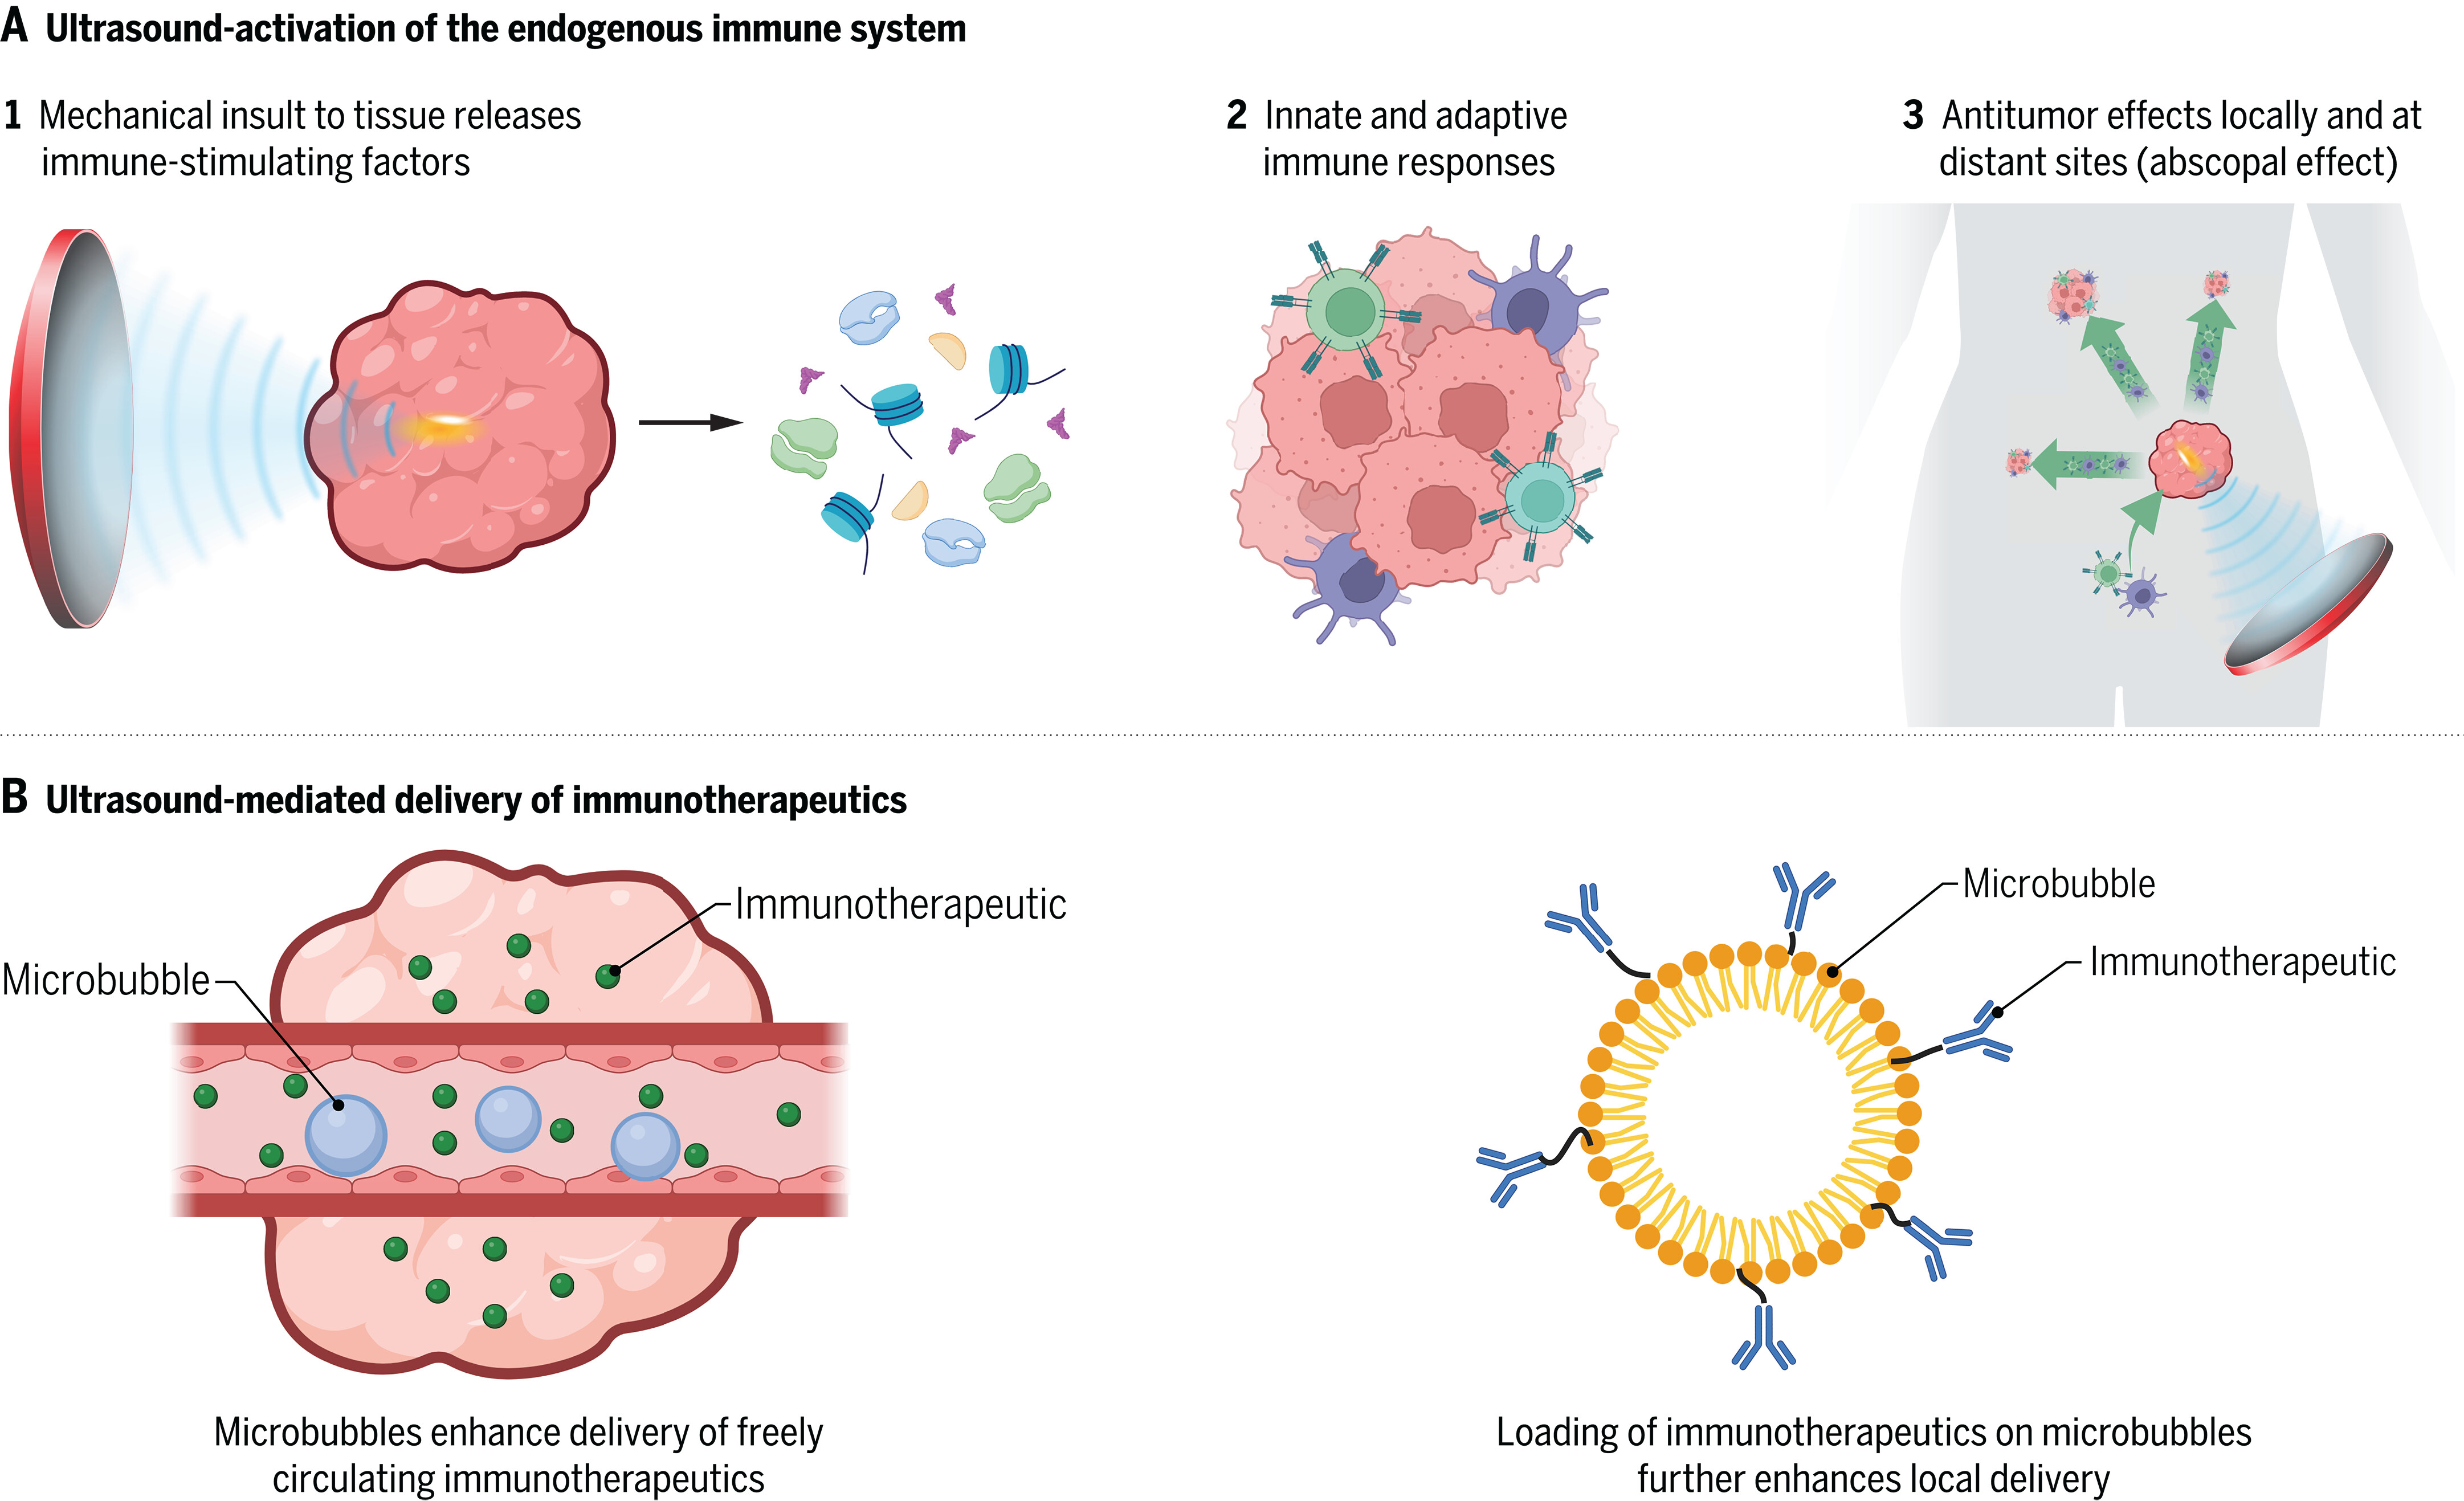 A Ultrasound-activation of the endogenous immune system
1 Mechanical insult to tissue releases
immune-stimulating factors
2 Innate and adaptive
immune responses
3 Antitumor effects locally and at
distant sites (abscopal effect)
B Ultrasound-mediated delivery of immunotherapeutics
Immunotherapeutic
Microbubble
Microbubbles enhance delivery of freely
circulating immunotherapeutics
Microbubble
Immunotherapeutic
Loading of immunotherapeutics on microbubbles
further enhances local delivery